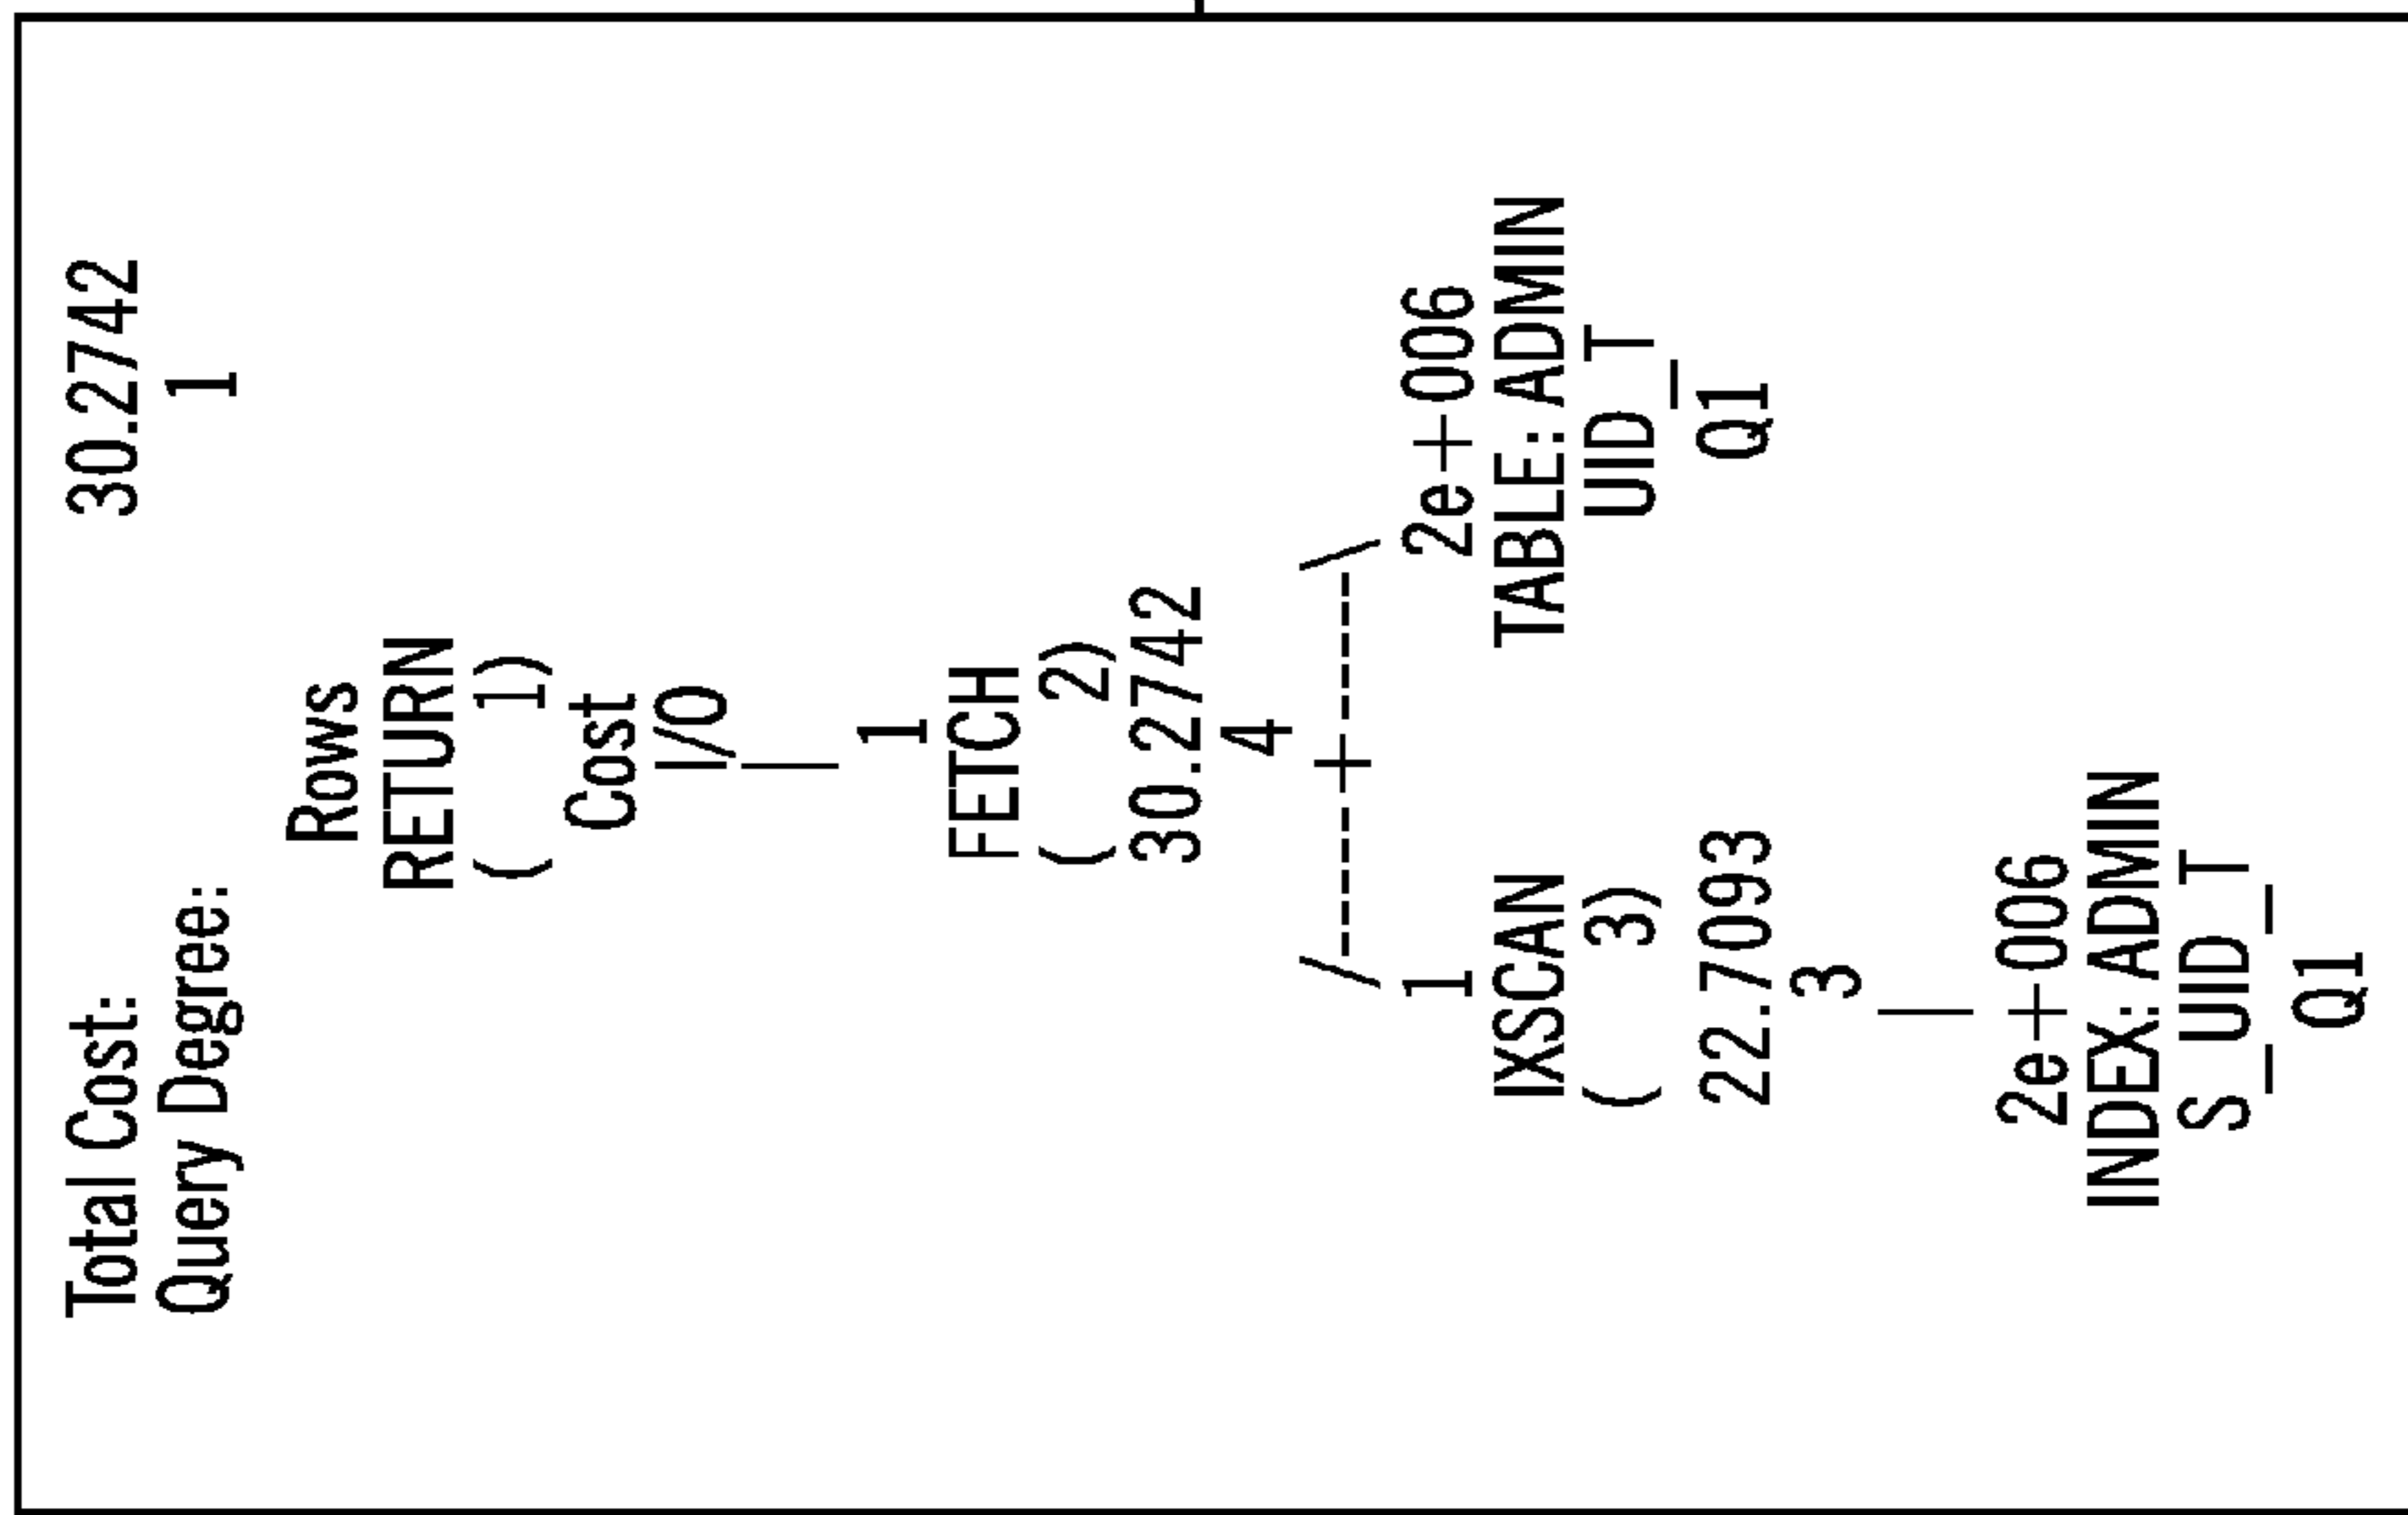 Total Cost: 30.2742
Query Degree: 1
Rows
RETURN
( 1)
Cost
I/O
|
1
FETCH
( 2)
30.2742
4
/-----+-----\
1 2e+006
IXSCAN TABLE: ADMIN
( 3) UID_T
22.7093 Q1
3
|
2e+006
INDEX: ADMIN
S_UID_T
Q1